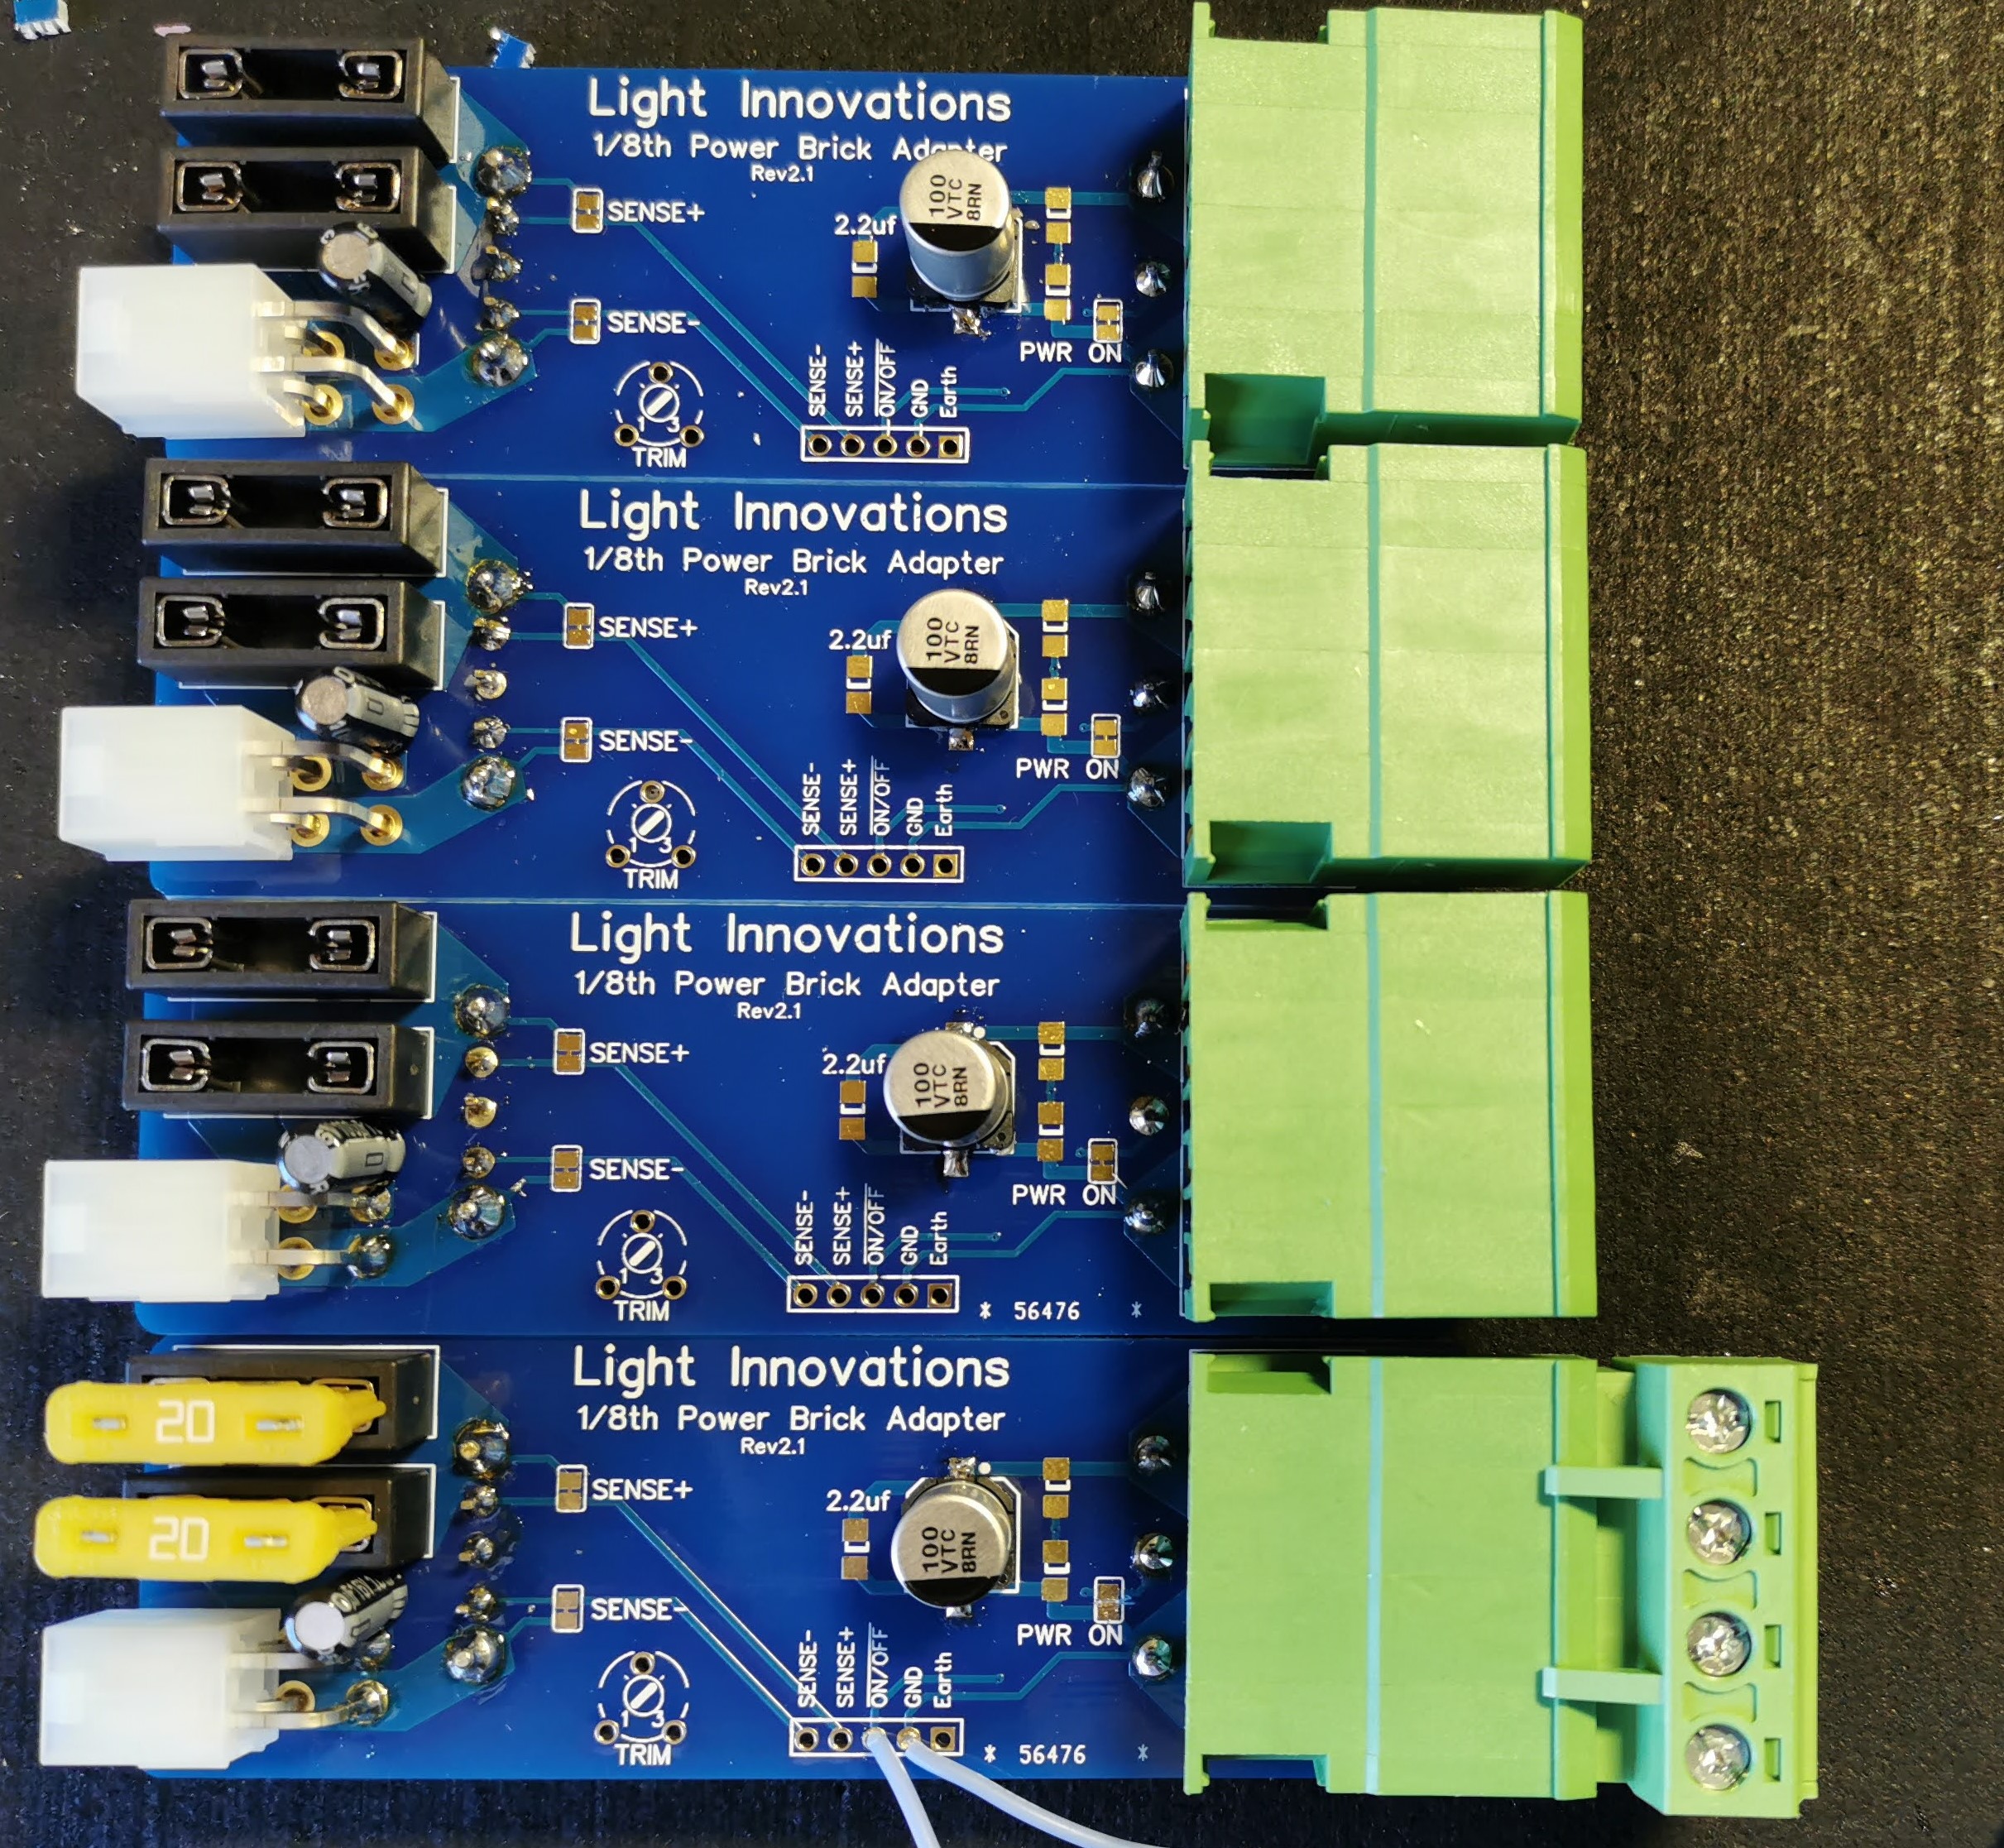 Light Innovations
1/8th Power Brick Adapter
Rev2.1
SENSE+
2.2uf
100
VTC
8RN
SENSE-
PWR ON
SENSE-
SENSE+
ON/OFF
GND
Earth
1 3
TRIM
Light Innovations
1/8th Power Brick Adapter
Rev2.1
SENSE+
2.2uf
100
VTC
8RN
SENSE-
PWR ON
SENSE-
SENSE+
ON/OFF
GND
Earth
1 3
TRIM
Light Innovations
1/8th Power Brick Adapter
Rev2.1
SENSE+
2.2uf
100
VTC
8RN
SENSE-
PWR ON
SENSE-
SENSE+
ON/OFF
GND
Earth
1 3
TRIM
* 56476 *
Light Innovations
1/8th Power Brick Adapter
Rev2.1
20
20
SENSE+
2.2uf
100
VTC
8RN
SENSE-
PWR ON
SENSE-
SENSE+
ON/OFF
GND
Earth
1 3
TRIM
* 56476 *